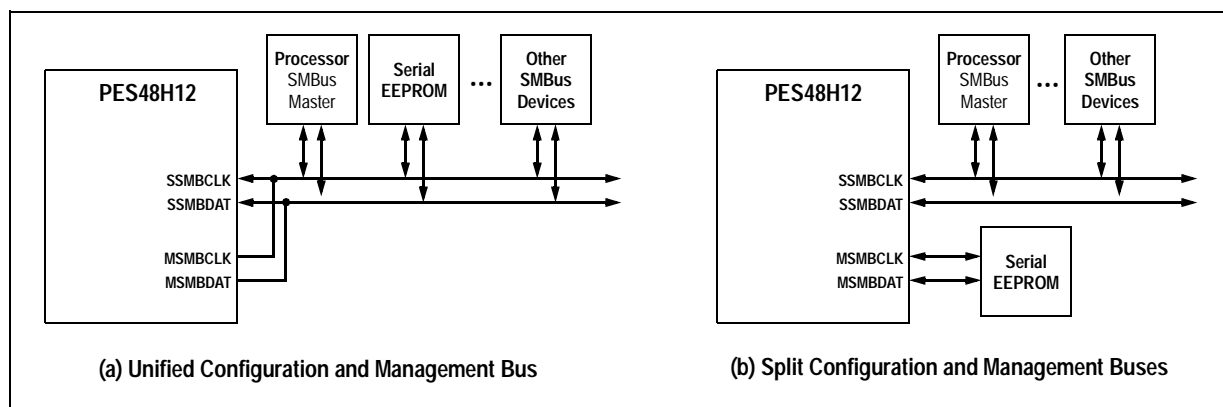 PES48H12
Processor
SMBus
Master
Serial
EEPROM
...
Other
SMBus
Devices
SSMBCLK
SSMBDAT
MSMBCLK
MSMBDAT
(a) Unified Configuration and Management Bus
PES48H12
Processor
SMBus
Master
...
Other
SMBus
Devices
SSMBCLK
SSMBDAT
MSMBCLK
MSMBDAT
Serial
EEPROM
(b) Split Configuration and Management Buses